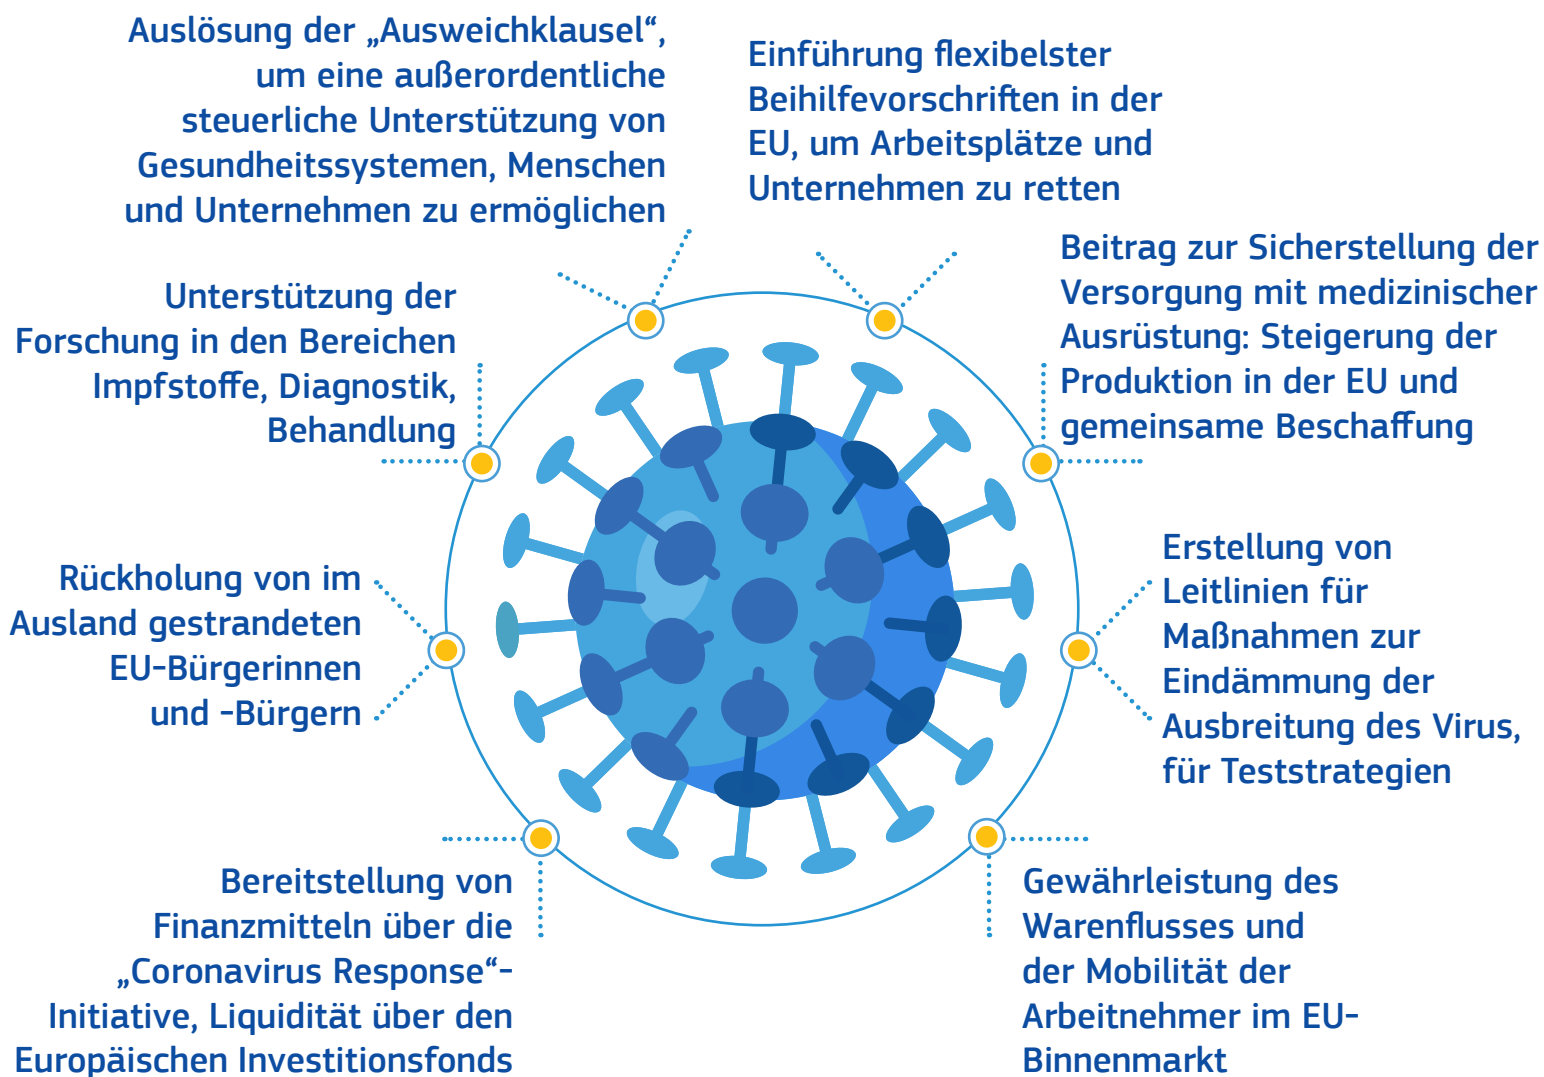 Auslösung der „Ausweichklausel“,
um eine außerordentliche
steuerliche Unterstützung von
Gesundheitssystemen, Menschen
und Unternehmen zu ermöglichen
Einführung flexibelster
Beihilfevorschriften in der
EU, um Arbeitsplätze und
Unternehmen zu retten
Unterstützung der
Forschung in den Bereichen
Impfstoffe, Diagnostik,
Behandlung
Beitrag zur Sicherstellung der
Versorgung mit medizinischer
Ausrüstung: Steigerung der
Produktion in der EU und
gemeinsame Beschaffung
Rückholung von im
Ausland gestrandeten
EU-Bürgerinnen
und -Bürgern
Erstellung von
Leitlinien für
Maßnahmen zur
Eindämmung der
Ausbreitung des Virus,
für Teststrategien
Bereitstellung von
Finanzmitteln über die
„Coronavirus Response“-
Initiative, Liquidität über den
Europäischen Investitionsfonds
Gewährleistung des
Warenflusses und
der Mobilität der
Arbeitnehmer im EU-
Binnenmarkt